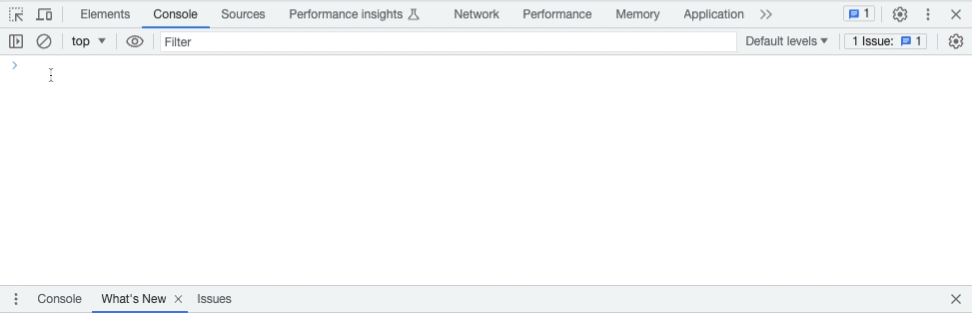 Elements Console Sources Performance insights Network Performance Memory Application 1
top Filter Default levels 1 Issue: 1
Console What's New Issues